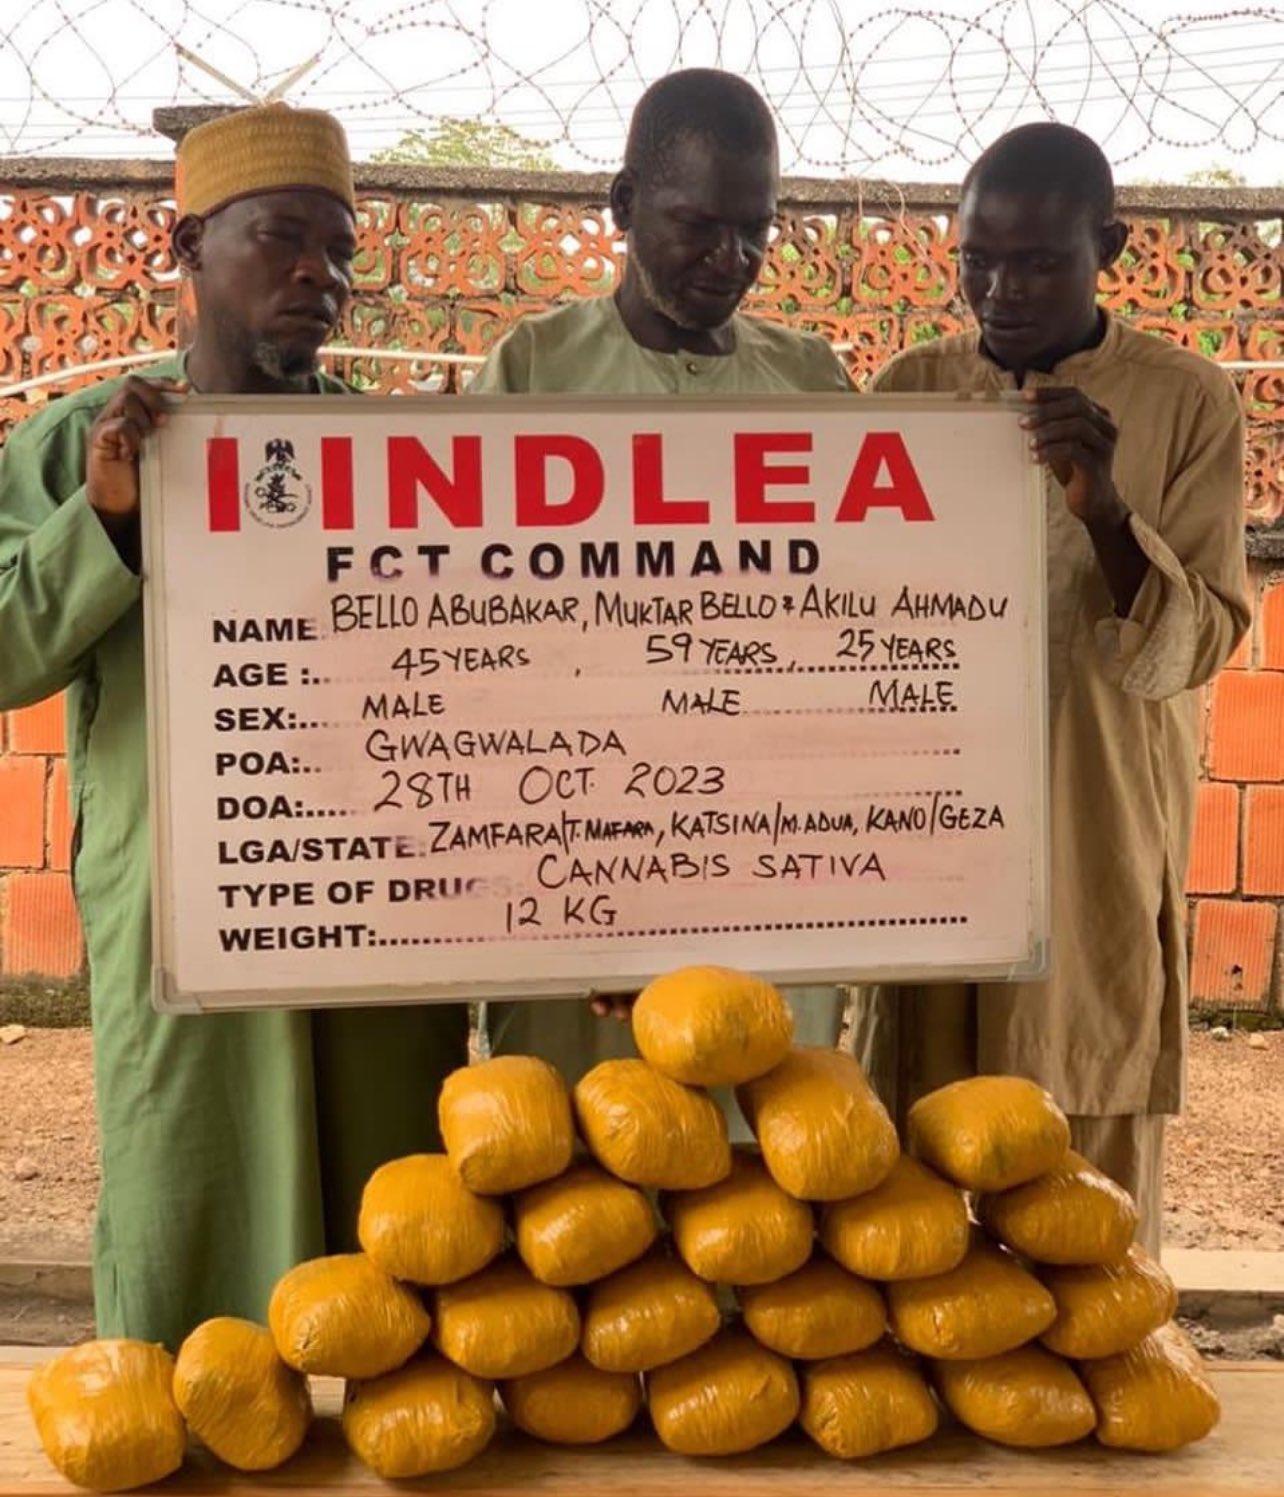 NDLEA
FCT COMMAND
NAME: BELLO ABUBAKAR, MUKTAR BELLO & AKILU AHMADU
AGE :.. 45 YEARS , 59 YEARS, 25 YEARS
SEX:.... MALE MALE MALE
POA:.. GWAGWALADA
DOA:..... 28TH OCT. 2023
LGA/STATE: ZAMFARA/T. MAFARA, KATSINA/M. ADUA, KANO/GEZA
TYPE OF DRUGS: CANNABIS SATIVA
WEIGHT:... 12 KG